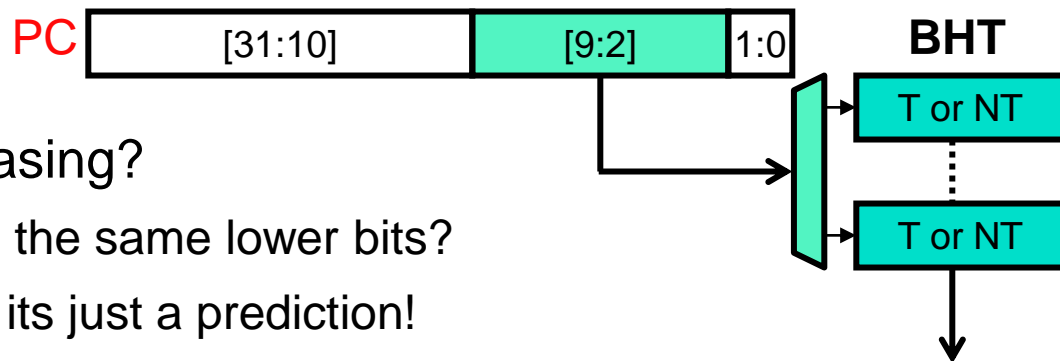 PC [31:10] [9:2] 1:0 BHT
T or NT
asing?
the same lower bits?
T or NT
its just a prediction!